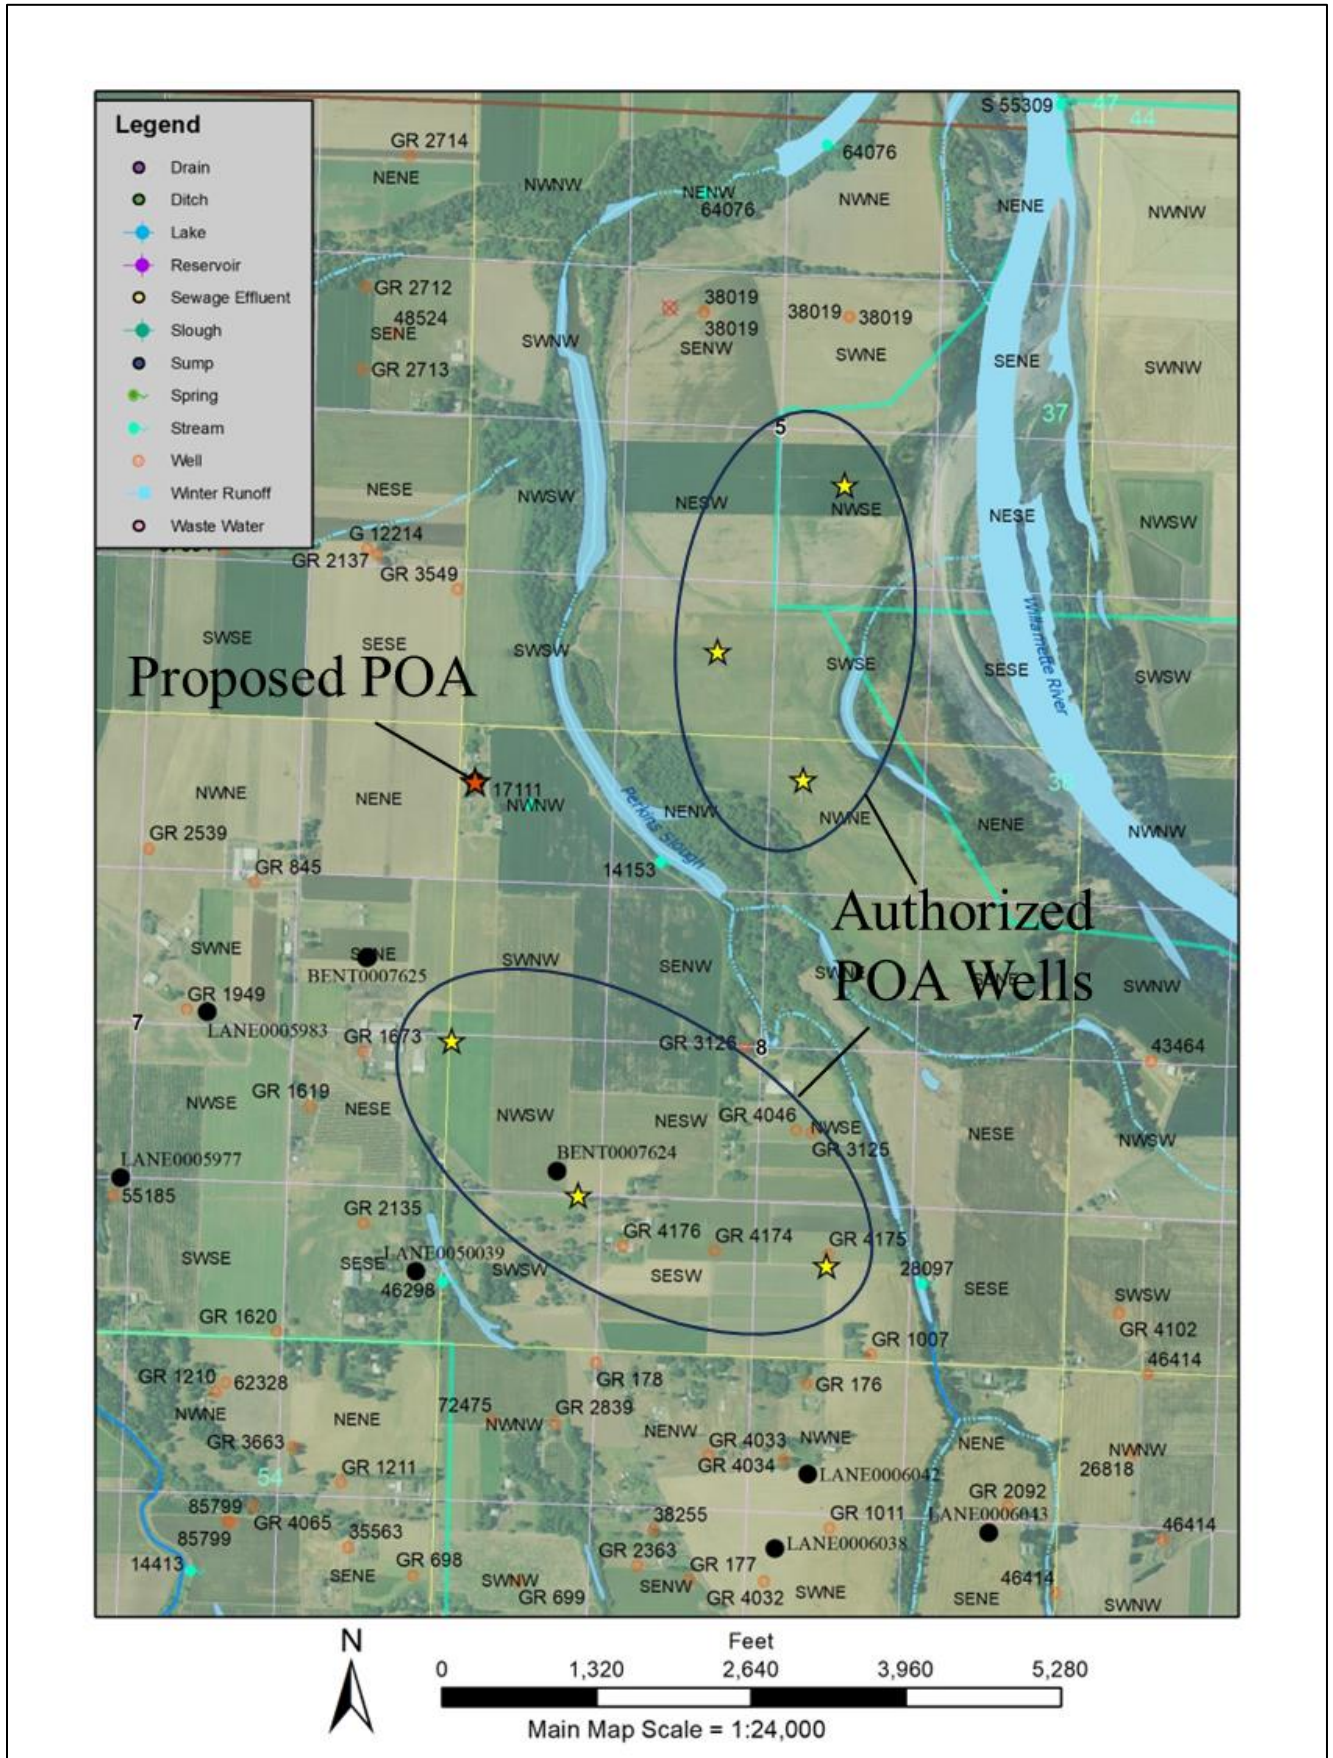 Legend
Drain
Ditch
Lake
Reservoir
Sewage Effluent
Slough
Sump
Spring
Stream
Well
Winter Runoff
Waste Water
S 55309
47
44
GR 2714
64076
NENE
NWNW
NENW
64076
NWNE
NENE
NWNW
GR 2712
48524
SENE
GR 2713
SWNW
38019
38019
SENW
38019
38019
SWNE
SENE
SWNW
37
5
NESE
NWSW
NESW
NWSE
NESE
NWSW
G 12214
GR 2137
GR 3549
SWSE
SESE
SWSW
SWSE
SESE
Willamette River
SWSW
Proposed POA
17111
NWNE
NENE
NWNW
Perkins Slough
NENW
NWNE
NENE
NWNW
GR 2539
GR 845
14153
Authorized
POA Wells
SWNE
SENE
BENT0007625
SWNW
SENW
SWNE
SENE
SWNW
GR 1949
LANE0005983
7
GR 1673
GR 3126
8
43464
NWSE
GR 1619
NESE
NWSW
NESW
GR 4046
NWSE
GR 3125
NESE
NWSW
LANE0005977
55185
BENT0007624
GR 2135
GR 4176
GR 4174
GR 4175
SWSE
SESE
LANE0050039
46298
SWSW
SESW
28097
SESE
SWSW
GR 4102
GR 1620
GR 1007
46414
GR 1210
62328
GR 178
GR 176
NWNE
NENE
72475
NWNW
GR 2839
NENW
GR 4033
NWNE
NENE
NWNW
GR 3663
GR 4034
26818
54
GR 1211
LANE0006042
GR 2092
85799
GR 4065
85799
35563
38255
GR 1011
LANE0006043
46414
14413
GR 698
GR 2363
GR 177
LANE0006038
SENE
SWNW
GR 699
SENW
GR 4032
SWNE
SENE
46414
SWNW
N
Feet
0
1,320
2,640
3,960
5,280
Main Map Scale = 1:24,000